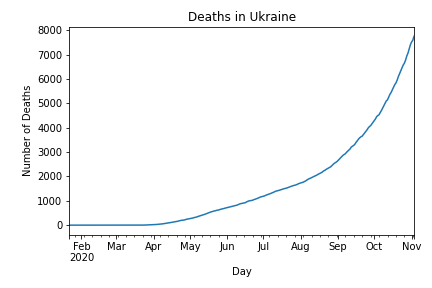 Deaths in Ukraine
8000
7000
6000
5000
4000
3000
2000
1000
0
Number of Deaths
Feb Mar Apr May Jun Jul Aug Sep Oct Nov
2020
Day